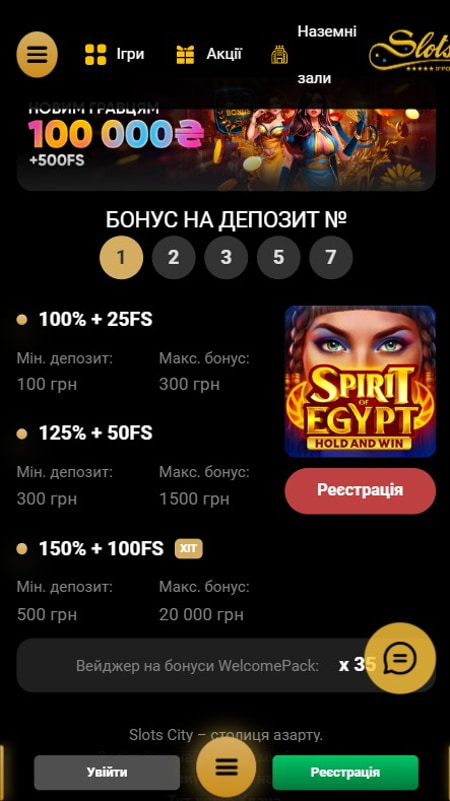 Наземні
Ігри
Акції
зали
Slots
ІГРО
НОВИМ ГРАВЦЯМ
BONUS
100 000₴
+500FS
БОНУС НА ДЕПОЗИТ №
1 2 3 5 7
100% + 25FS
Мін. депозит: Макс. бонус:
100 грн 300 грн
SPIRIT
OF
EGYPT
HOLD AND WIN
125% + 50FS
Мін. депозит: Макс. бонус:
300 грн 1500 грн
Реєстрація
150% + 100FS ХІТ
Мін. депозит: Макс. бонус:
500 грн 20 000 грн
Вейджер на бонуси WelcomePack: x 35
Slots City – столиця азарту.
Увійти
Реєстрація